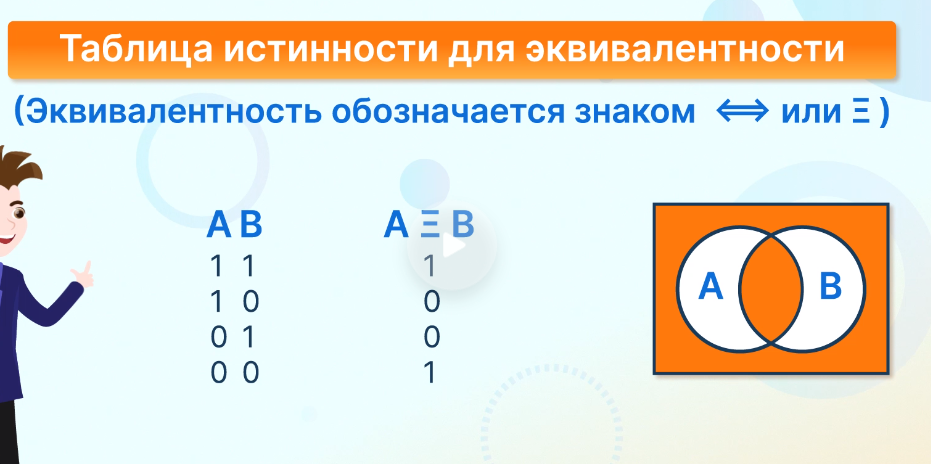 Таблица истинности для эквивалентности
(Эквивалентность обозначается знаком ⟺ или Ξ )
A B A Ξ B
1 1 1
1 0 0
0 1 0
0 0 1
A B